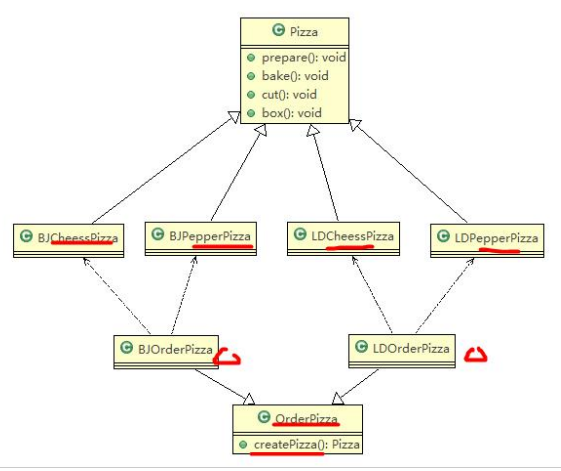 C Pizza
prepare(): void
bake(): void
cut(): void
box(): void
C BJCheessPizza
C BJPepperPizza
C LDCheessPizza
C LDPepperPizza
C BJOrderPizza
C LDOrderPizza
C OrderPizza
createPizza(): Pizza